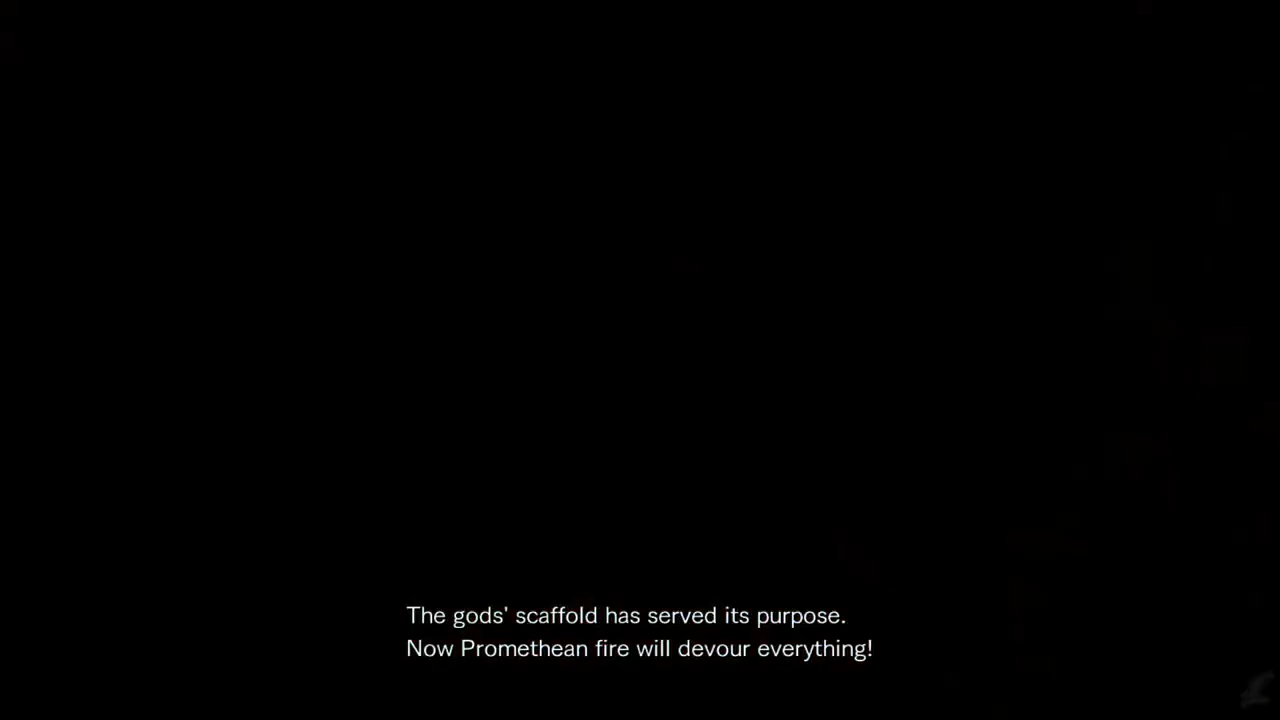 The gods' scaffold has served its purpose.
Now Promethean fire will devour everything!